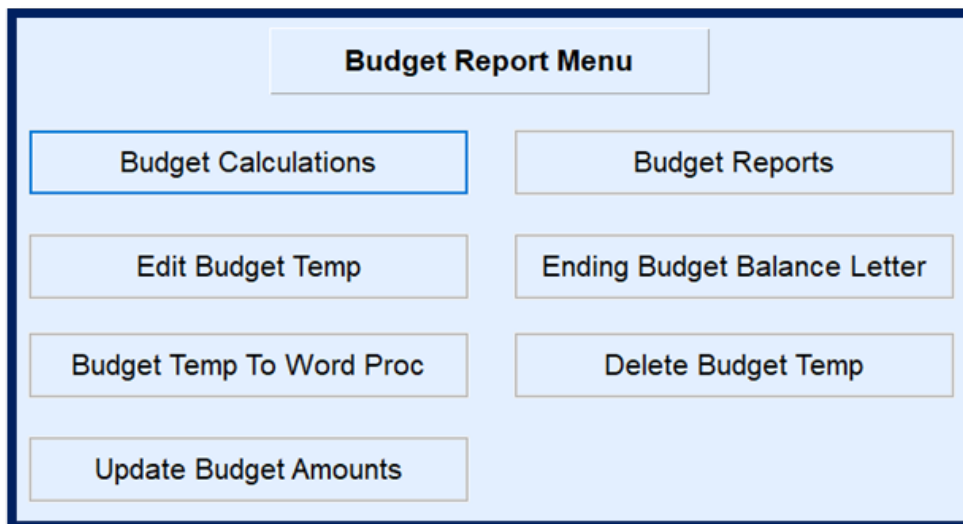 Budget Report Menu
Budget Calculations
Budget Reports
Edit Budget Temp
Ending Budget Balance Letter
Budget Temp To Word Proc
Delete Budget Temp
Update Budget Amounts